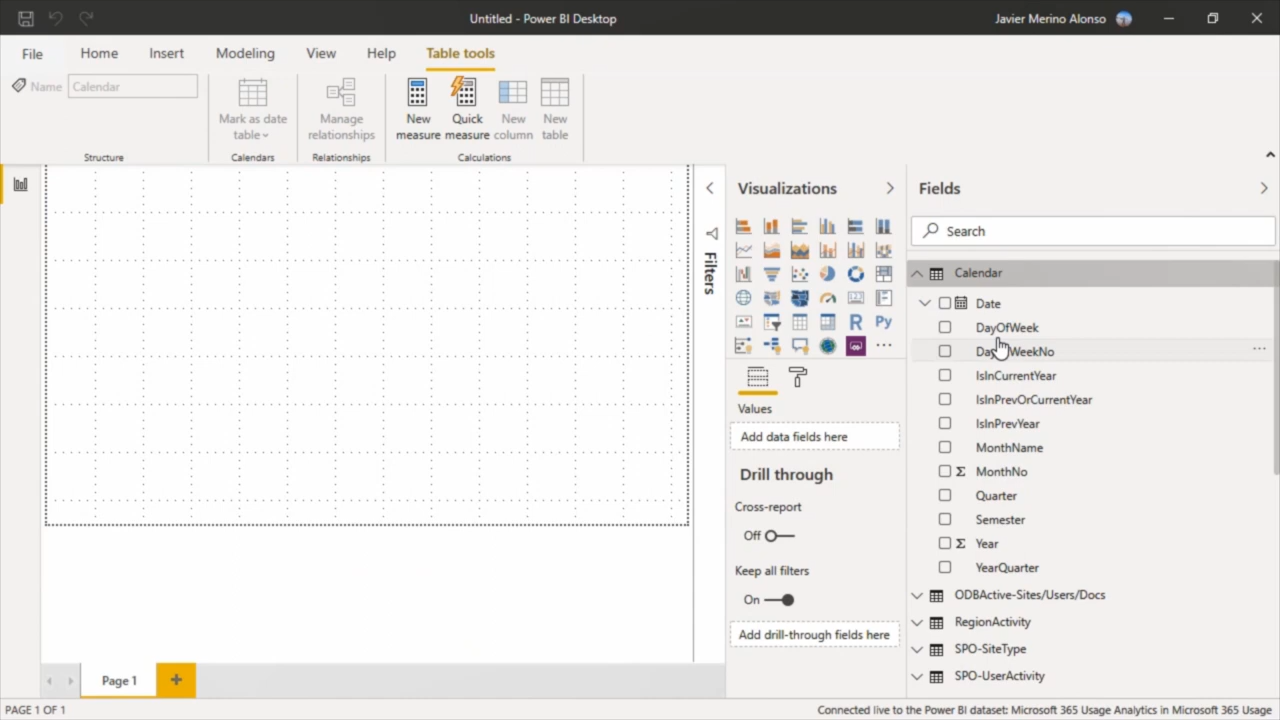 Untitled - Power BI Desktop
Javier Merino Alonso
File
Home
Insert
Modeling
View
Help
Table tools
Name
Calendar
Mark as date
table
Manage
relationships
New
measure
Quick
measure
New
column
New
table
Structure
Calendars
Relationships
Calculations
Filters
Visualizations
R
Py
Values
Add data fields here
Drill through
Cross-report
Off
Keep all filters
On
Add drill-through fields here
Fields
Search
Calendar
Date
DayOfWeek
IsInCurrentYear
IsInPrevOrCurrentYear
IsInPrevYear
MonthName
Σ MonthNo
Quarter
Semester
Σ Year
YearQuarter
ODBActive-Sites/Users/Docs
RegionActivity
SPO-SiteType
SPO-UserActivity
Page 1
PAGE 1 OF 1
Connected live to the Power BI dataset: Microsoft 365 Usage Analytics in Microsoft 365 Usage